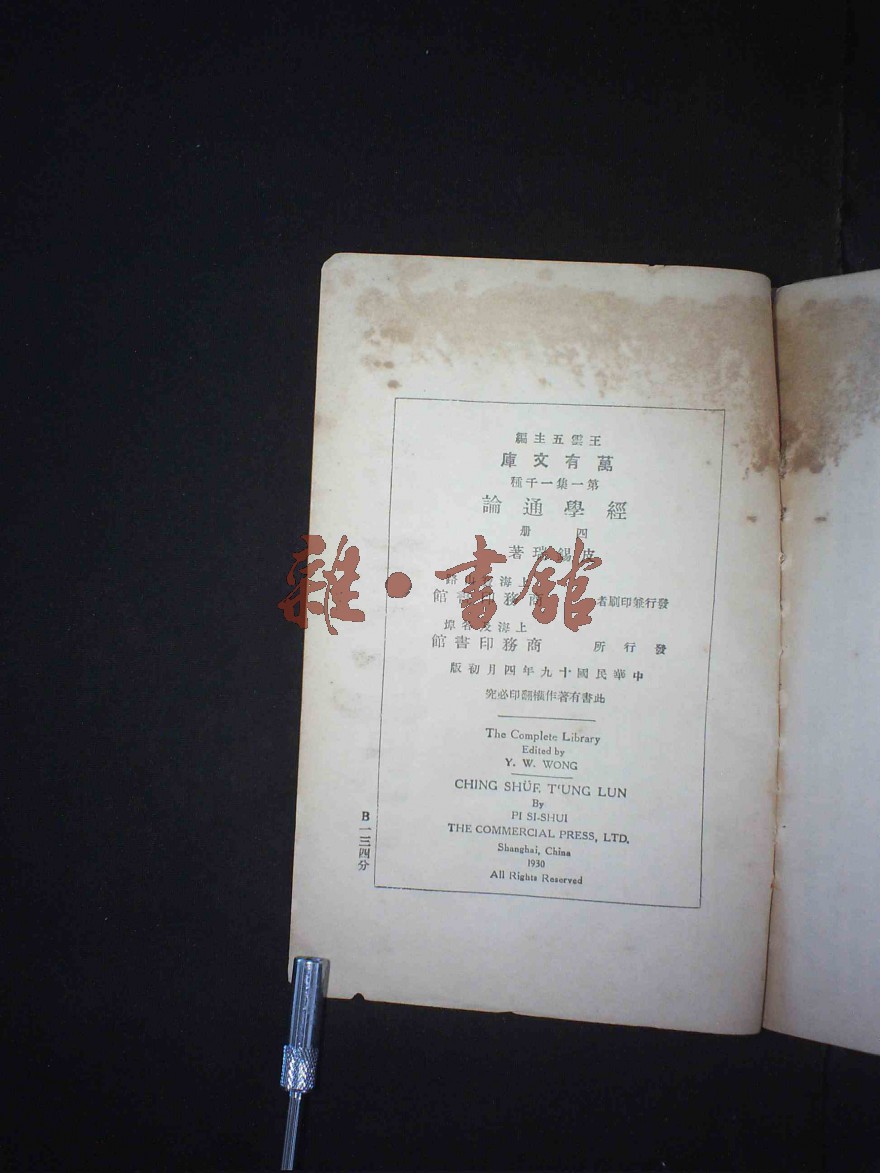 王雲五主編
萬有文庫
第一集一千種
經學通論
四册
皮錫瑞著
上海寶山路
發行兼印刷者 商務印書館
上海及各埠
發行所 商務印書館
中華民國十九年四月初版
此書有著作權翻印必究
The Complete Library
Edited by
Y. W. WONG
CHING SHÜE T'UNG LUN
By
PI SI-SHUI
THE COMMERCIAL PRESS, LTD.
Shanghai, China
1930
All Rights Reserved
B一三四分
雜·書館